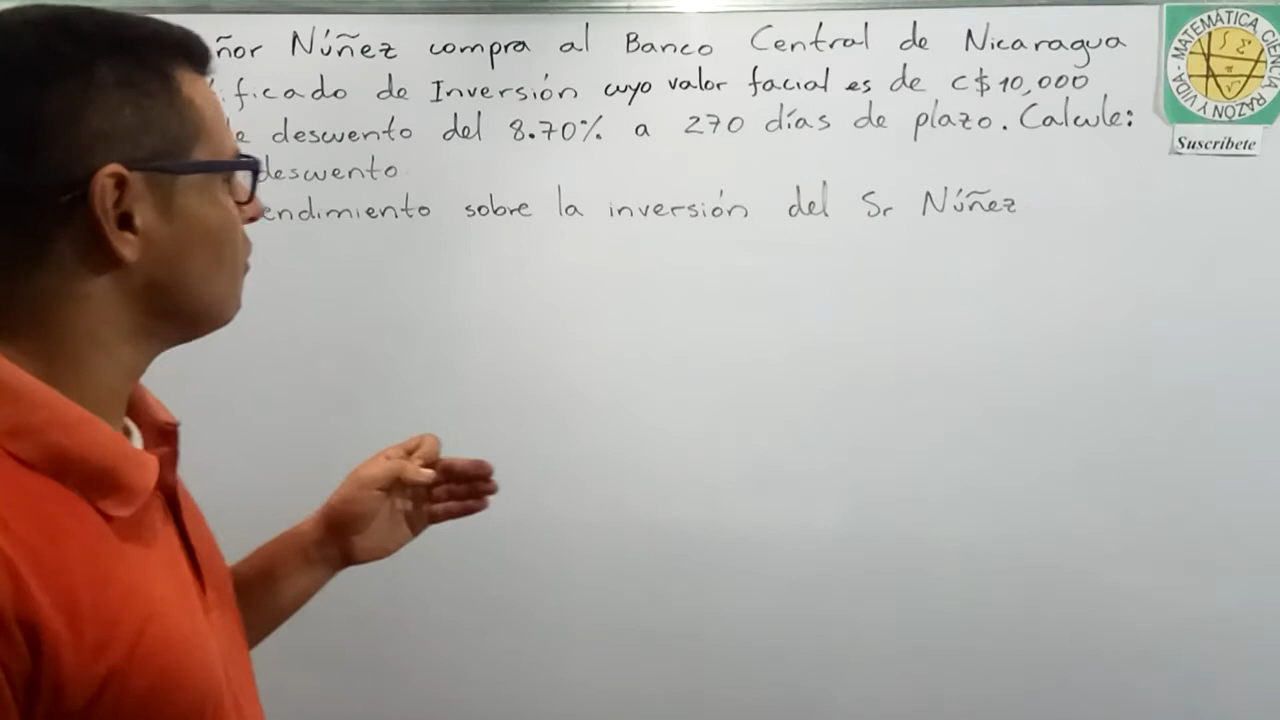 ñor Núñez compra al Banco Central de Nicaragua
ficado de Inversión cuyo valor facial es de C$ 10,000
e descuento del 8.70% a 270 días de plazo. Calcule:
descuento
endimiento sobre la inversión del Sr Núñez
MATEMÁTICA, CIENCIA, RAZÓN Y VIDA -
Suscríbete